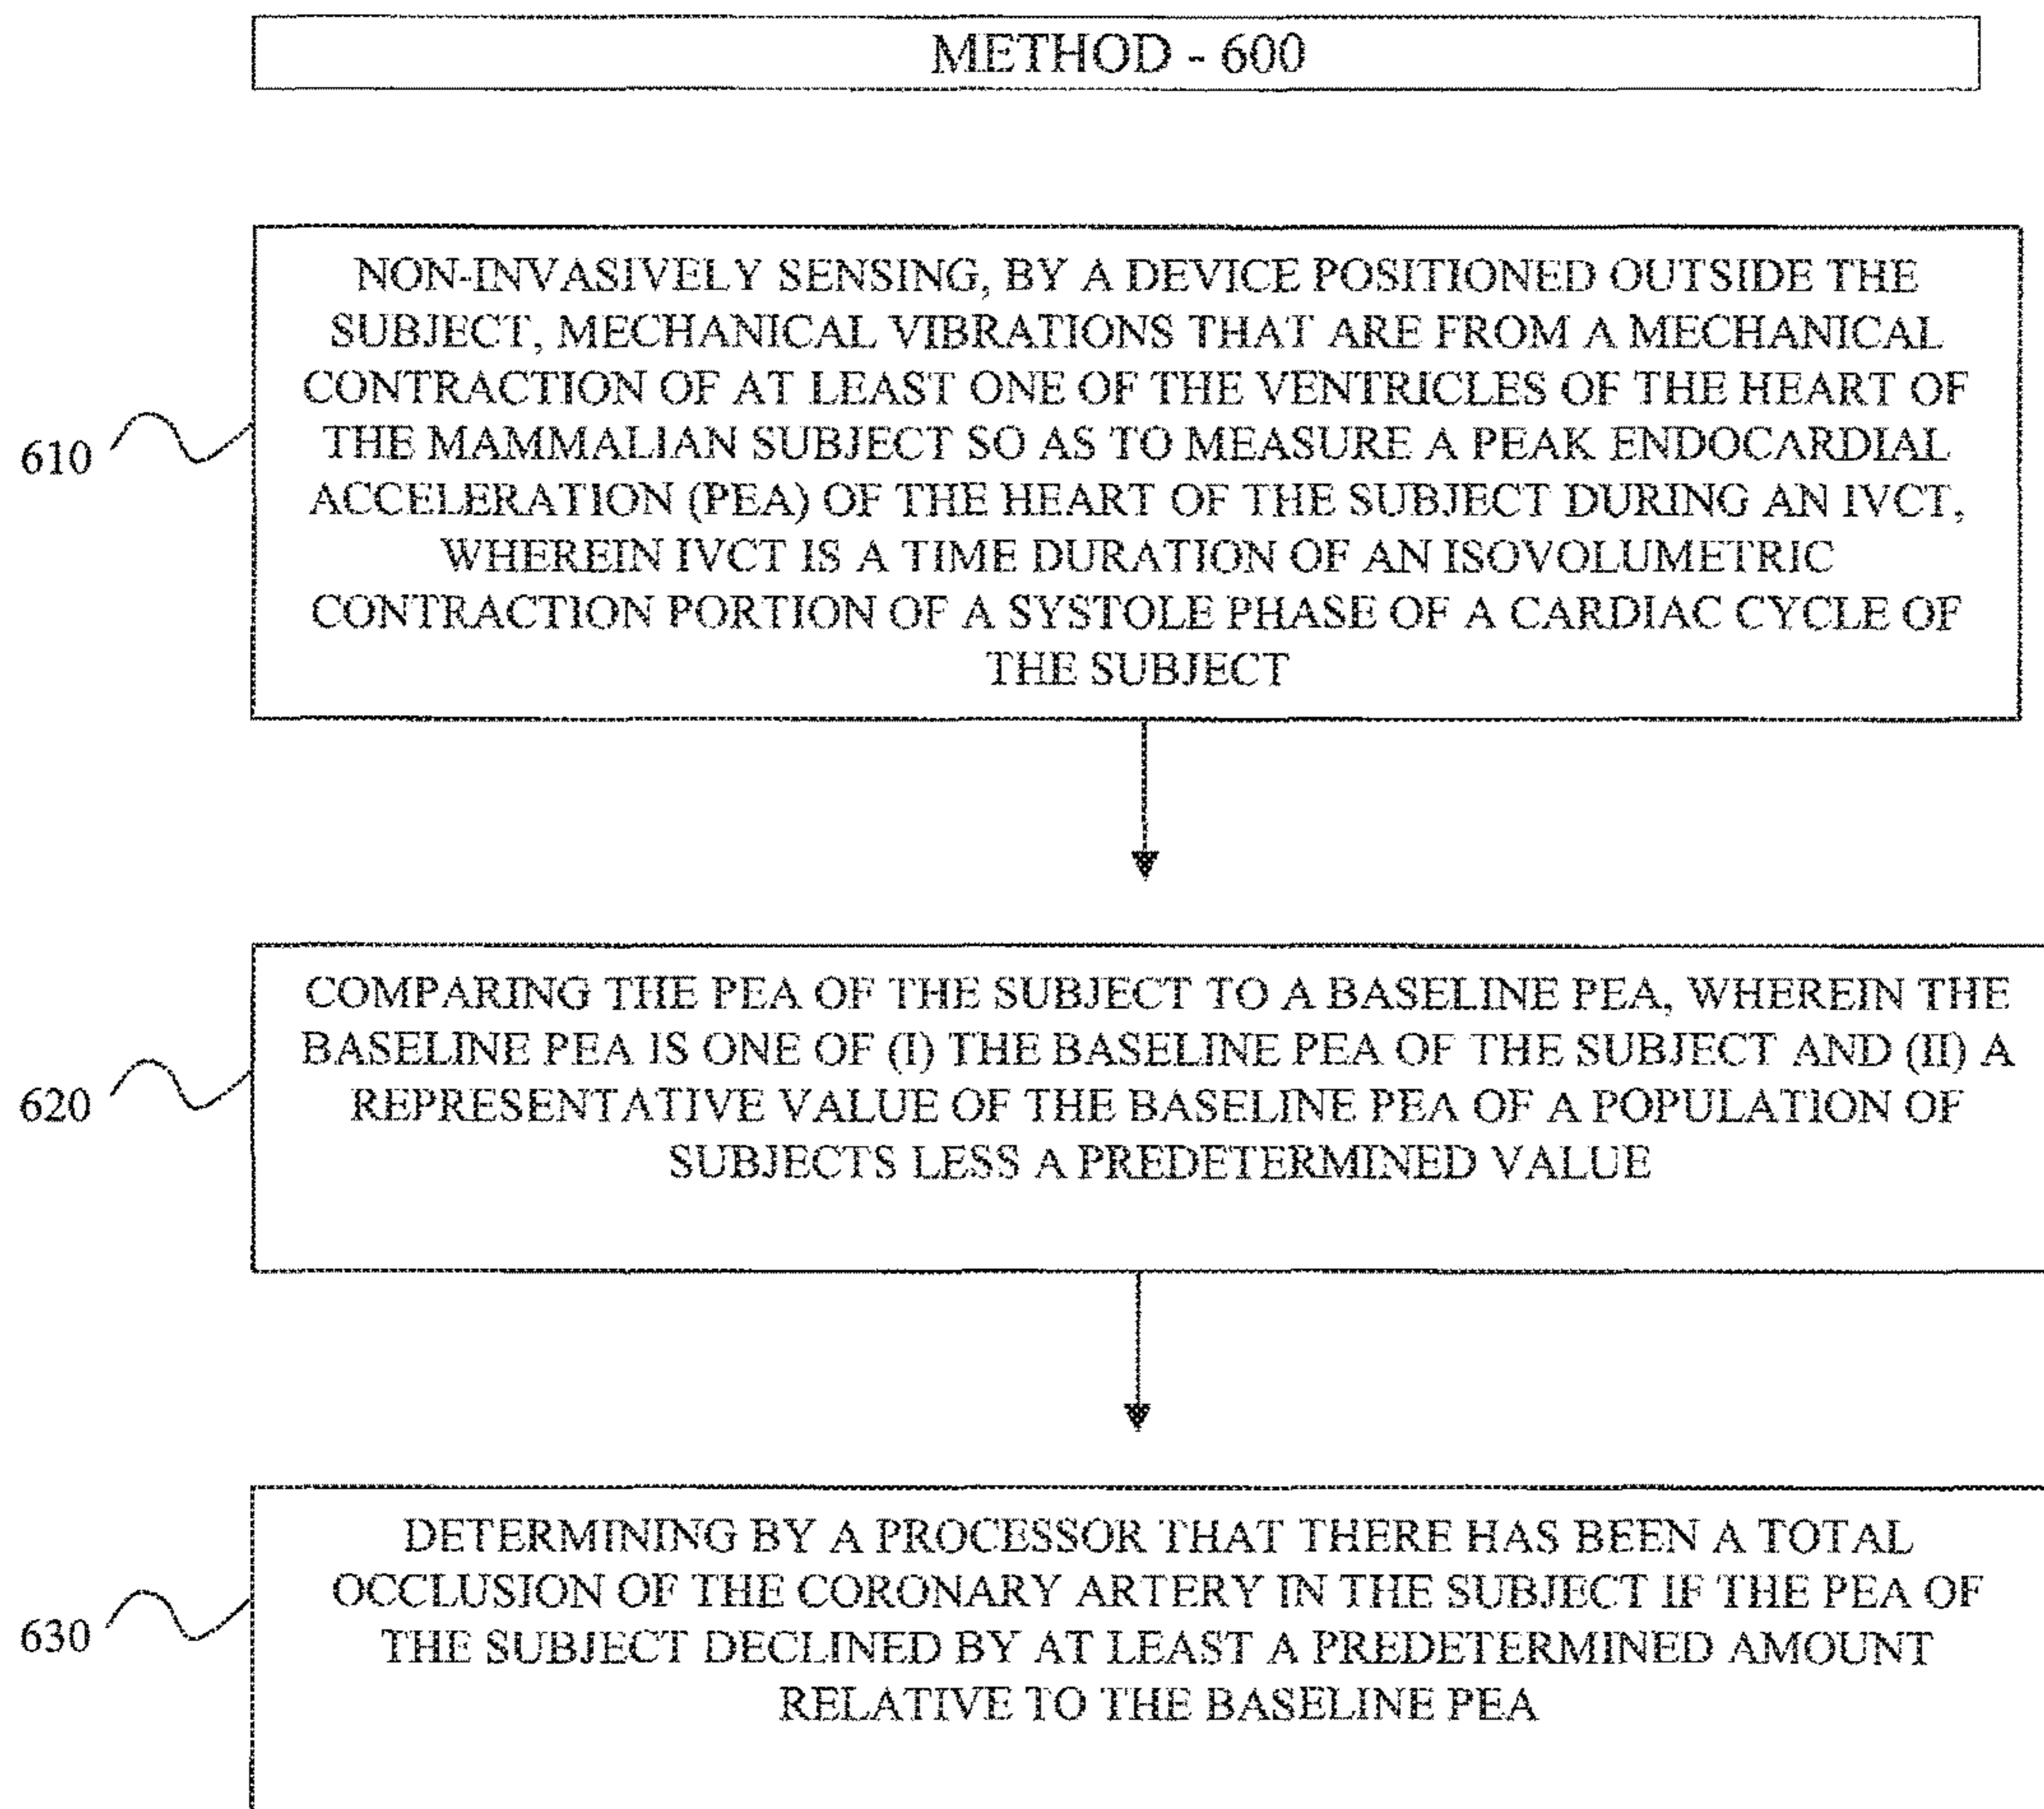 METHOD - 600
NON-INVASIVELY SENSING, BY A DEVICE POSITIONED OUTSIDE THE
SUBJECT, MECHANICAL VIBRATIONS THAT ARE FROM A MECHANICAL
CONTRACTION OF AT LEAST ONE OF THE VENTRICLES OF THE HEART OF
THE MAMMALIAN SUBJECT SO AS TO MEASURE A PEAK ENDOCARDIAL
610
ACCELERATION (PEA) OF THE HEART OF THE SUBJECT DURING AN IVCT,
WHEREIN IVCT IS A TIME DURATION OF AN ISOVOLUMETRIC
CONTRACTION PORTION OF A SYSTOLE PHASE OF A CARDIAC CYCLE OF
THE SUBJECT
COMPARING THE PEA OF THE SUBJECT TO A BASELINE PEA, WHEREIN THE
BASELINE PEA IS ONE OF (I) THE BASELINE PEA OF THE SUBJECT AND (II) A
620
REPRESENTATIVE VALUE OF THE BASELINE PEA OF A POPULATION OF
SUBJECTS LESS A PREDETERMINED VALUE
DETERMINING BY A PROCESSOR THAT THERE HAS BEEN A TOTAL
OCCLUSION OF THE CORONARY ARTERY IN THE SUBJECT IF THE PEA OF
630
THE SUBJECT DECLINED BY AT LEAST A PREDETERMINED AMOUNT
RELATIVE TO THE BASELINE PEA